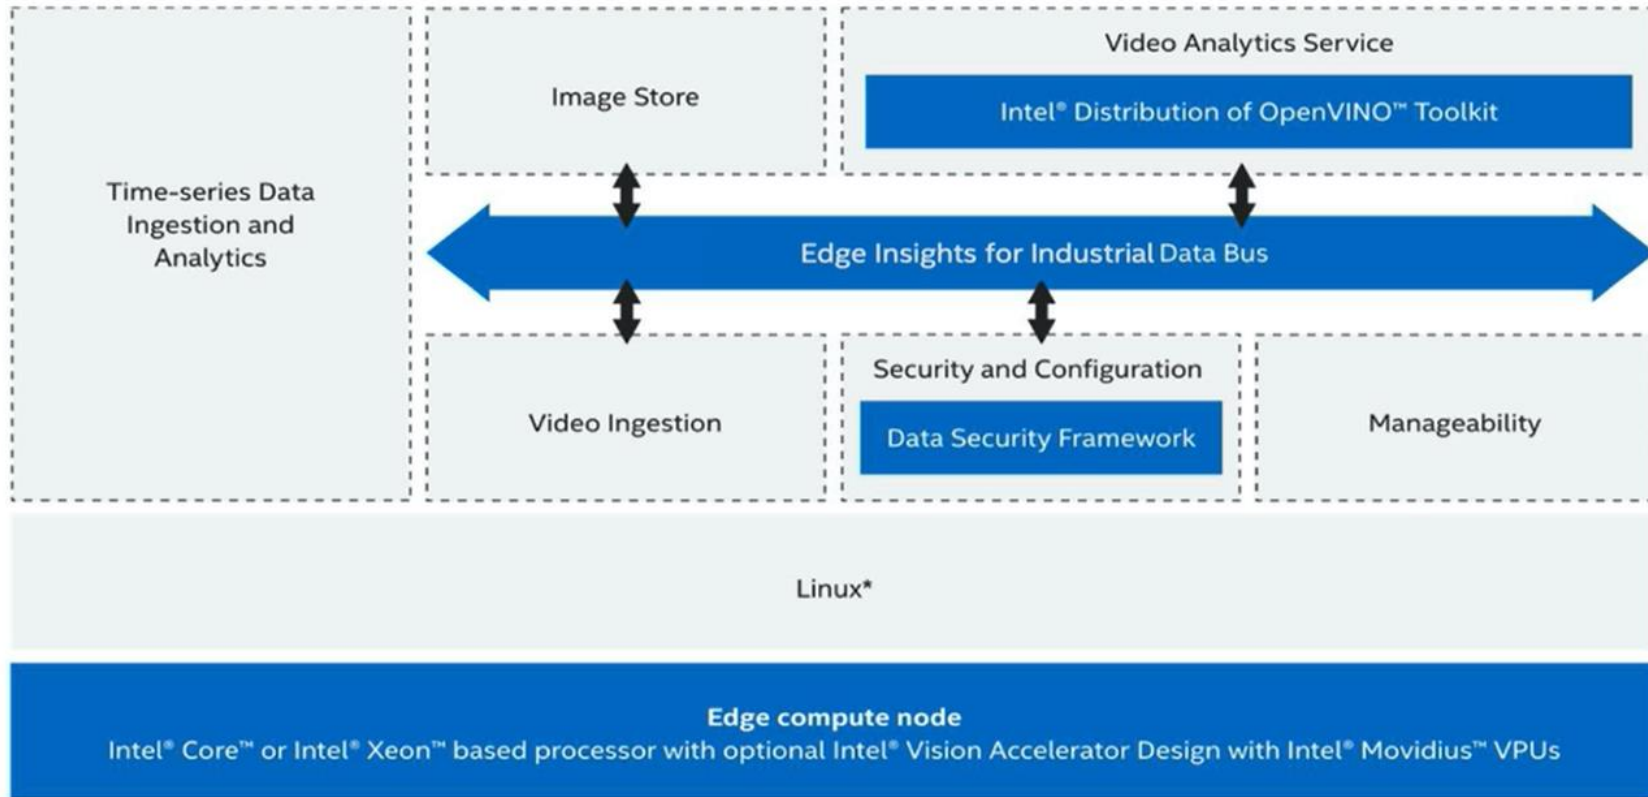 Time-series Data
Ingestion and
Analytics
Image Store
Video Analytics Service
Intel® Distribution of OpenVINO™ Toolkit
Edge Insights for Industrial Data Bus
Video Ingestion
Security and Configuration
Data Security Framework
Manageability
Linux*
Edge compute node
Intel® Core™ or Intel® Xeon™ based processor with optional Intel® Vision Accelerator Design with Intel® Movidius™ VPUs